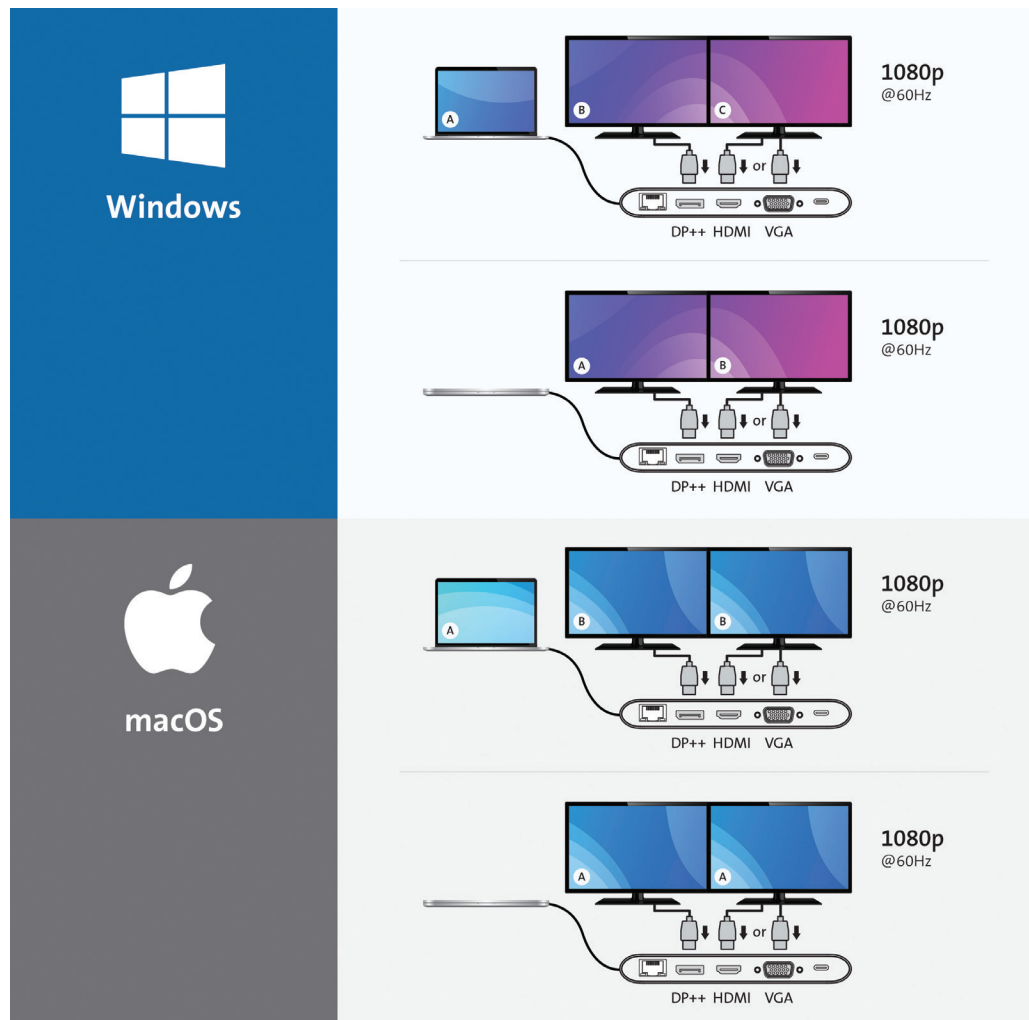 Windows
A
B
C
1080p
@60Hz
or
DP++ HDMI VGA
A
B
1080p
@60Hz
or
DP++ HDMI VGA
macOS
A
B
B
1080p
@60Hz
or
DP++ HDMI VGA
A
A
1080p
@60Hz
or
DP++ HDMI VGA